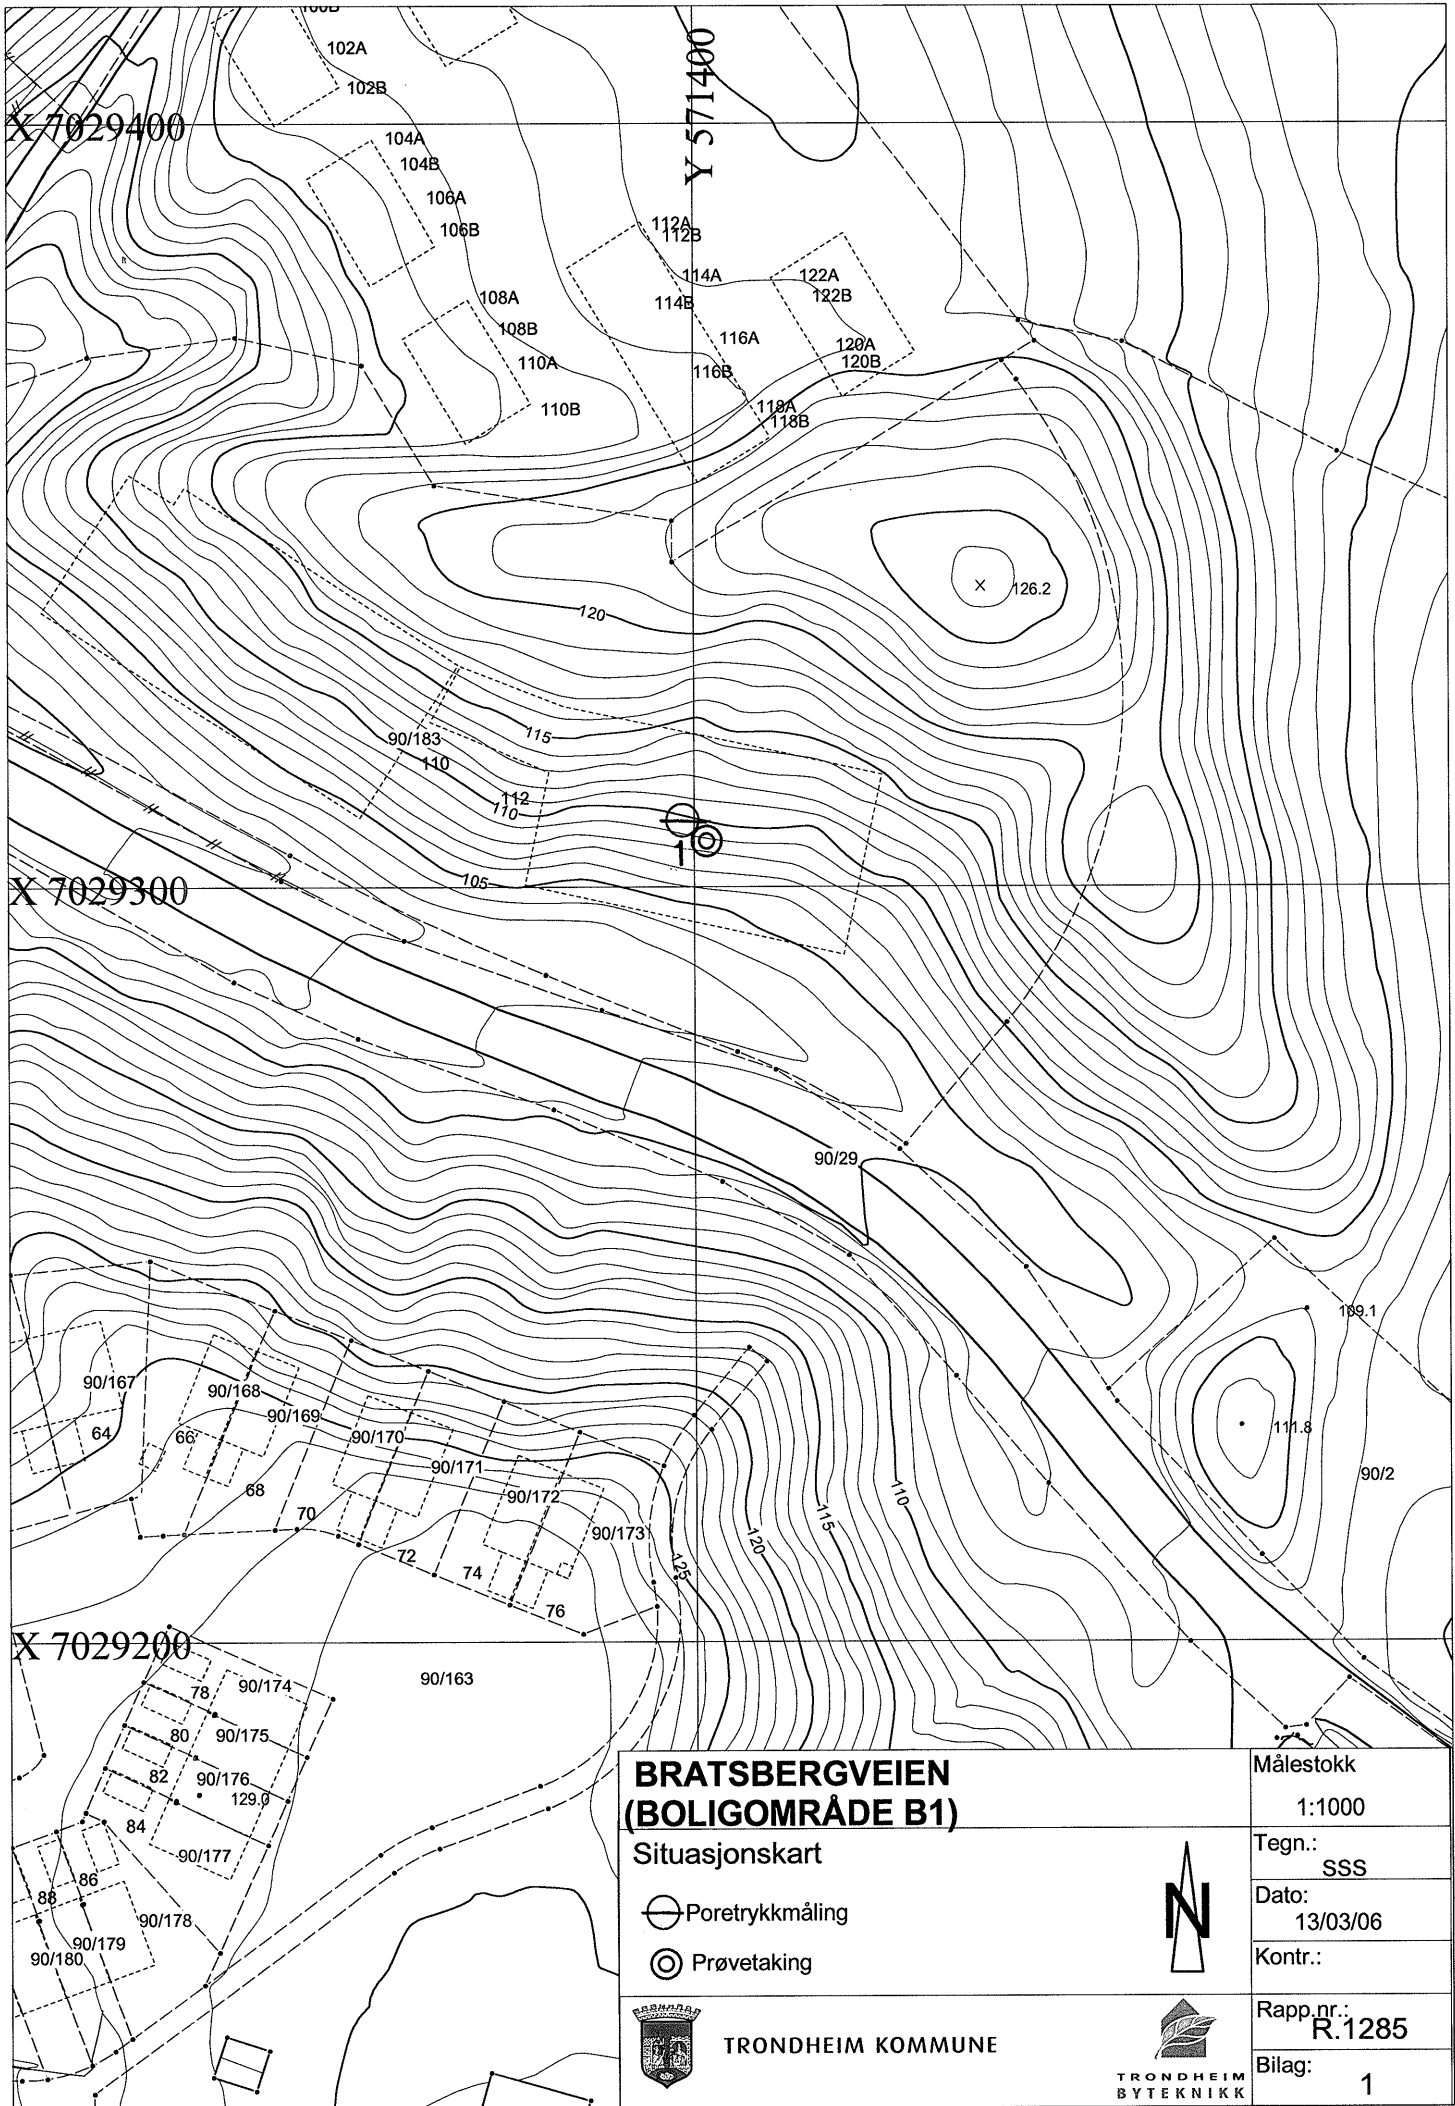 100B
102A
102B
X 7029400
Y 571400
104A
104B
106A
106B
112A
112B
108A
114A
122A
108B
114B
122B
110A
116A
120A
116B
120B
110B
118A
118B
126.2
120
115
90/183
110
112
110
1
105
X 7029300
90/29
109.1
90/167
90/168
64
66
90/169
90/170
111.8
90/171
90/2
68
90/172
110
70
90/173
115
120
72
74
125
76
X 7029200
90/163
78
90/174
80
90/175
82
90/176
129.0
84
90/177
86
88
90/178
90/179
90/180
BRATSBERGVEIEN
(BOLIGOMRÅDE B1)
Situasjonskart
Poretrykkmåling
Prøvetaking
N
Målestokk
1:1000
Tegn.:
SSS
Dato:
13/03/06
Kontr.:
Rapp.nr.:
R.1285
Bilag:
1
TRONDHEIM KOMMUNE
TRONDHEIM
BYTEKNIKK